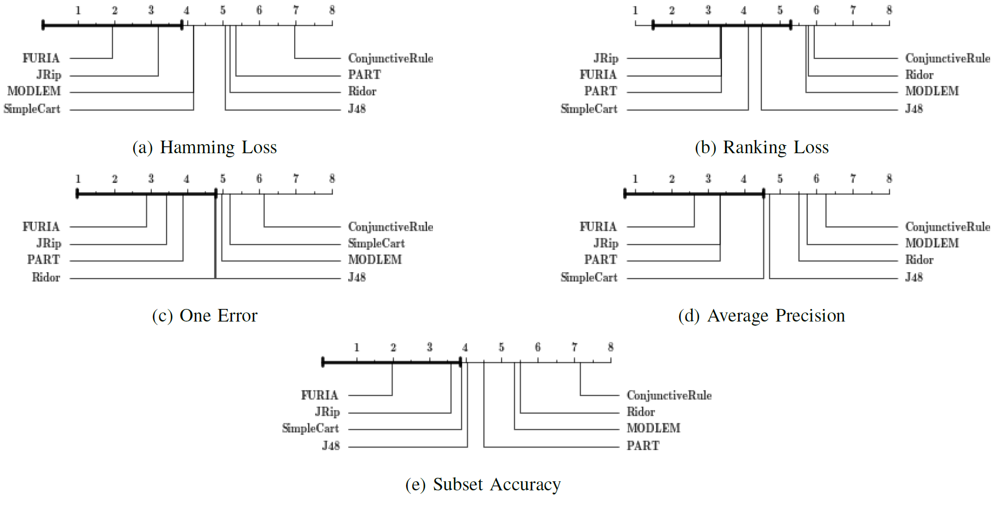 1 2 3 4 5 6 7 8
FURIA
JRip
MODLEM
SimpleCart
ConjunctiveRule
PART
Ridor
J48
(a) Hamming Loss
1 2 3 4 5 6 7 8
JRip
FURIA
PART
SimpleCart
ConjunctiveRule
Ridor
MODLEM
J48
(b) Ranking Loss
1 2 3 4 5 6 7 8
FURIA
JRip
PART
Ridor
ConjunctiveRule
SimpleCart
MODLEM
J48
(c) One Error
1 2 3 4 5 6 7 8
FURIA
JRip
PART
SimpleCart
ConjunctiveRule
MODLEM
Ridor
J48
(d) Average Precision
1 2 3 4 5 6 7 8
FURIA
JRip
SimpleCart
J48
ConjunctiveRule
Ridor
MODLEM
PART
(e) Subset Accuracy